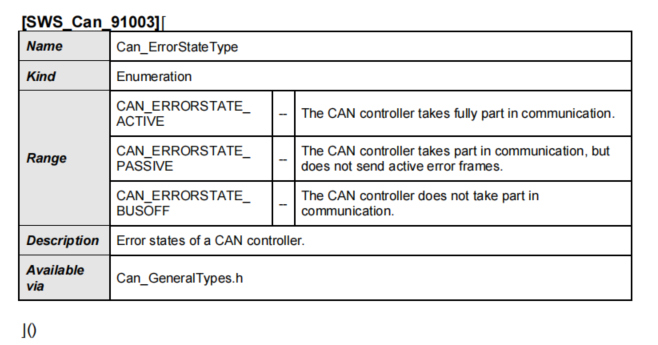 [SWS_Can_91003]⌈
Name Can_ErrorStateType
Kind Enumeration
Range
CAN_ERRORSTATE_
ACTIVE
--
The CAN controller takes fully part in communication.
CAN_ERRORSTATE_
PASSIVE
--
The CAN controller takes part in communication, but
does not send active error frames.
CAN_ERRORSTATE_
BUSOFF
--
The CAN controller does not take part in
communication.
Description Error states of a CAN controller.
Available
via
Can_GeneralTypes.h
⌋()